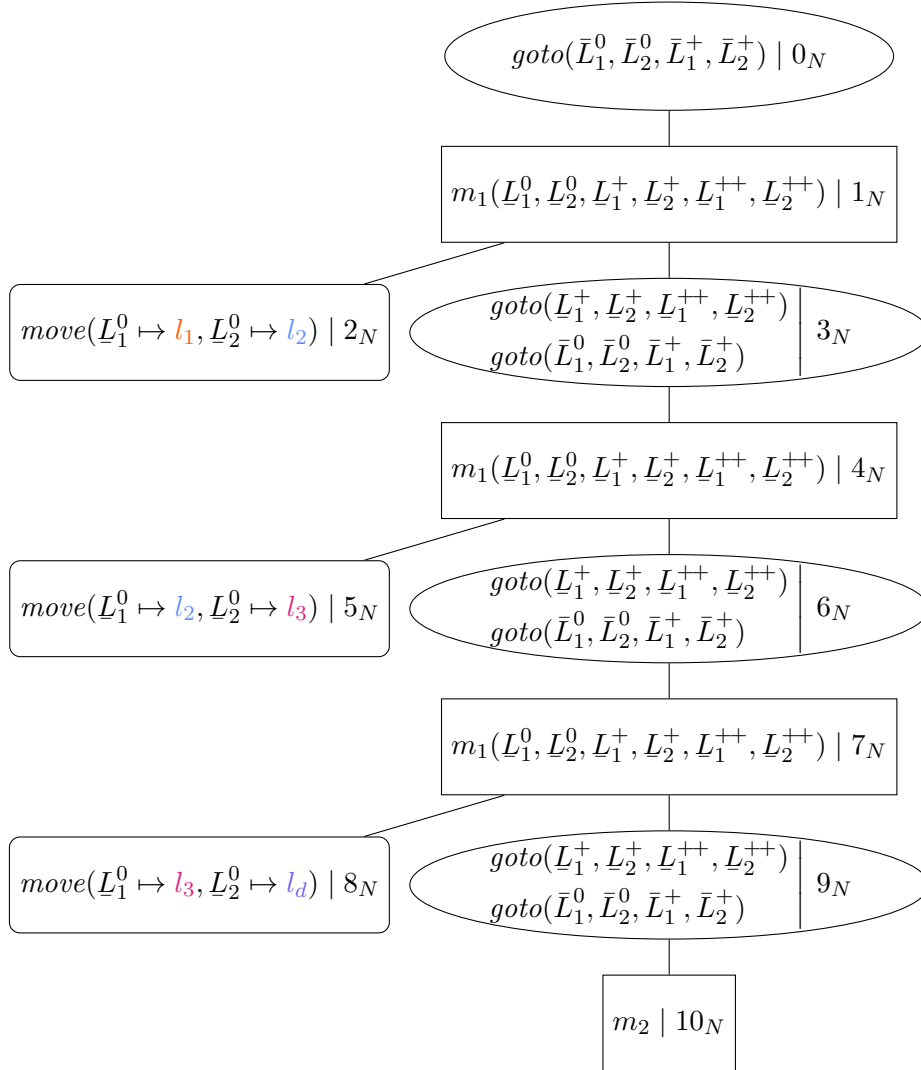 goto(L̄₁⁰, L̄₂⁰, L̄₁⁺, L̄₂⁺) | 0_N
m₁(L̲₁⁰, L̲₂⁰, L̲₁⁺, L̲₂⁺, L̲₁⁺⁺, L̲₂⁺⁺) | 1_N
move(L̲₁⁰ ↦ l₁, L̲₂⁰ ↦ l₂) | 2_N
goto(L̲₁⁺, L̲₂⁺, L̲₁⁺⁺, L̲₂⁺⁺)
goto(L̄₁⁰, L̄₂⁰, L̄₁⁺, L̄₂⁺) | 3_N
m₁(L̲₁⁰, L̲₂⁰, L̲₁⁺, L̲₂⁺, L̲₁⁺⁺, L̲₂⁺⁺) | 4_N
move(L̲₁⁰ ↦ l₂, L̲₂⁰ ↦ l₃) | 5_N
goto(L̲₁⁺, L̲₂⁺, L̲₁⁺⁺, L̲₂⁺⁺)
goto(L̄₁⁰, L̄₂⁰, L̄₁⁺, L̄₂⁺) | 6_N
m₁(L̲₁⁰, L̲₂⁰, L̲₁⁺, L̲₂⁺, L̲₁⁺⁺, L̲₂⁺⁺) | 7_N
move(L̲₁⁰ ↦ l₃, L̲₂⁰ ↦ l_d) | 8_N
goto(L̲₁⁺, L̲₂⁺, L̲₁⁺⁺, L̲₂⁺⁺)
goto(L̄₁⁰, L̄₂⁰, L̄₁⁺, L̄₂⁺) | 9_N
m₂ | 10_N